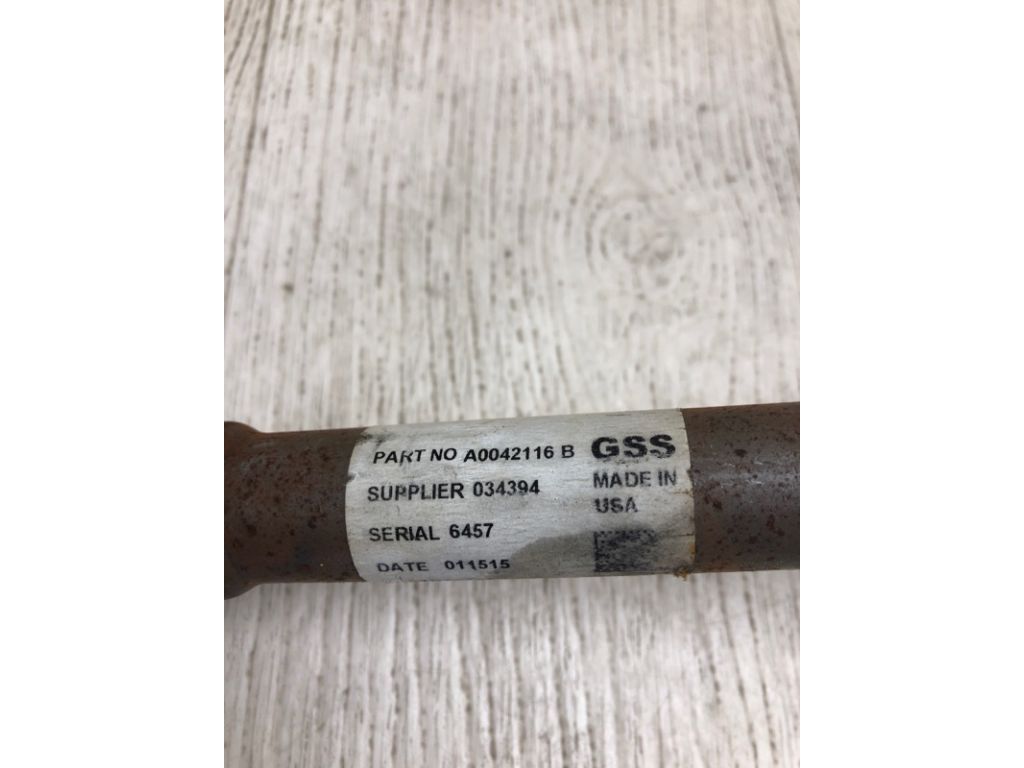 PART NO A0042116 B
SUPPLIER 034394
SERIAL 6457
DATE 011515
GSS
MADE IN
USA